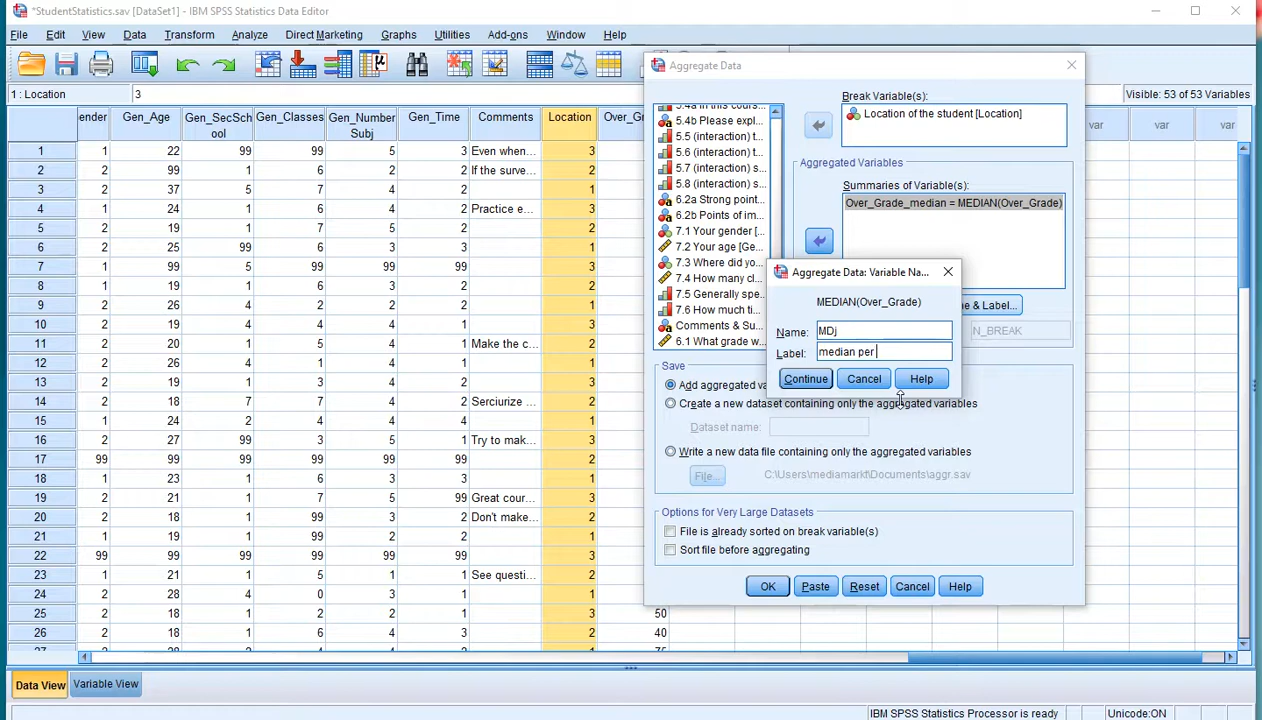 *StudentStatistics.sav [DataSet1] - IBM SPSS Statistics Data Editor
File Edit View Data Transform Analyze Direct Marketing Graphs Utilities Add-ons Window Help
1 : Location 3 Visible: 53 of 53 Variables
ender Gen_Age Gen_SecSch ool Gen_Classes Gen_Number Subj Gen_Time Comments Location Over_Gr var var var
1 1 22 99 99 5 3 Even when... 3
2 2 99 1 6 2 2 If the surve... 2
3 2 37 5 7 4 2 1
4 1 24 1 6 4 3 Practice e... 3
5 2 19 1 7 5 2 2
6 2 25 99 6 3 3 1
7 1 99 5 99 99 99 3
8 2 18 1 6 3 3 2
9 2 26 4 2 2 2 1
10 2 19 4 4 4 3 3
11 2 20 4 5 4 1 Make the c... 2
12 2 26 4 1 4 3 1
13 2 19 1 3 4 2 3
14 2 18 7 7 4 2 Serciurize ... 2
15 1 24 2 4 4 4 1
16 2 27 99 3 5 1 Try to mak... 3
17 99 99 99 99 99 99 2
18 1 23 1 6 3 3 1
19 2 21 1 7 5 99 Great cour... 3
20 2 18 1 99 3 2 Don't make... 2
21 1 19 1 99 2 2 1
22 99 99 99 99 99 99 3
23 1 21 1 5 1 1 See questi... 2
24 2 28 4 0 3 1 1
25 2 18 1 2 2 1 3 50
26 2 18 1 6 4 3 2 40
Data View Variable View
IBM SPSS Statistics Processor is ready Unicode:ON
Aggregate Data
5.4b Please expl...
5.5 (interaction) t...
5.6 (interaction) t...
5.7 (interaction) s...
5.8 (interaction) s...
6.2a Strong point...
6.2b Points of im...
7.1 Your gender [...
7.2 Your age [Ge...
7.3 Where did yo...
7.4 How many cl...
7.5 Generally spe...
7.6 How much ti...
Comments & Su...
6.1 What grade w...
Break Variable(s):
Location of the student [Location]
Aggregated Variables
Summaries of Variable(s):
Over_Grade_median = MEDIAN(Over_Grade)
e & Label...
N_BREAK
Aggregate Data: Variable Na...
MEDIAN(Over_Grade)
Name: MDj
Label: median per
Continue Cancel Help
Save
Add aggregated va
Create a new dataset containing only the aggregated variables
Dataset name:
Write a new data file containing only the aggregated variables
File... C:\Users\mediamarkt\Documents\aggr.sav
Options for Very Large Datasets
File is already sorted on break variable(s)
Sort file before aggregating
OK Paste Reset Cancel Help